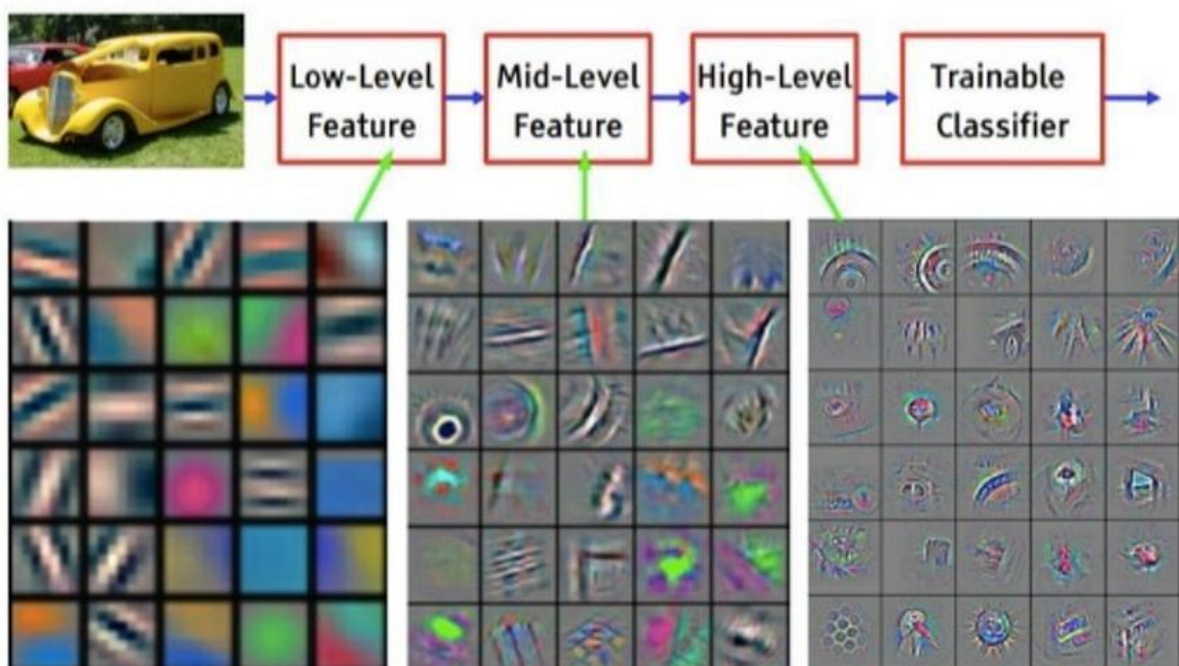 Low-Level
Feature
Mid-Level
Feature
High-Level
Feature
Trainable
Classifier